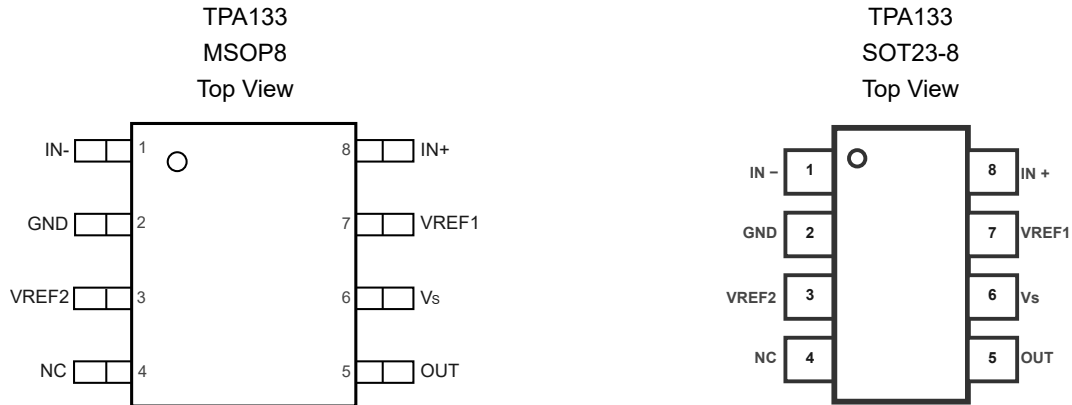 TPA133
MSOP8
Top View
IN- 1 8 IN+
GND 2 7 VREF1
VREF2 3 6 Vs
NC 4 5 OUT
TPA133
SOT23-8
Top View
IN – 1 8 IN +
GND 2 7 VREF1
VREF2 3 6 Vs
NC 4 5 OUT